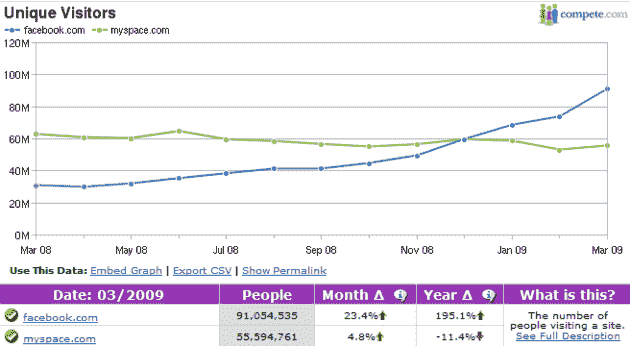 Unique Visitors
compete.com
facebook.com myspace.com
120M
100M
80M
60M
40M
20M
0M
Mar 08 May 08 Jul 08 Sep 08 Nov 08 Jan 09 Mar 09
Use This Data: Embed Graph | Export CSV | Show Permalink
Date: 03/2009 People Month Δ Year Δ What is this?
facebook.com 91,054,535 23.4% 195.1% The number of
people visiting a site.
myspace.com 55,594,761 4.8% -11.4% See Full Description